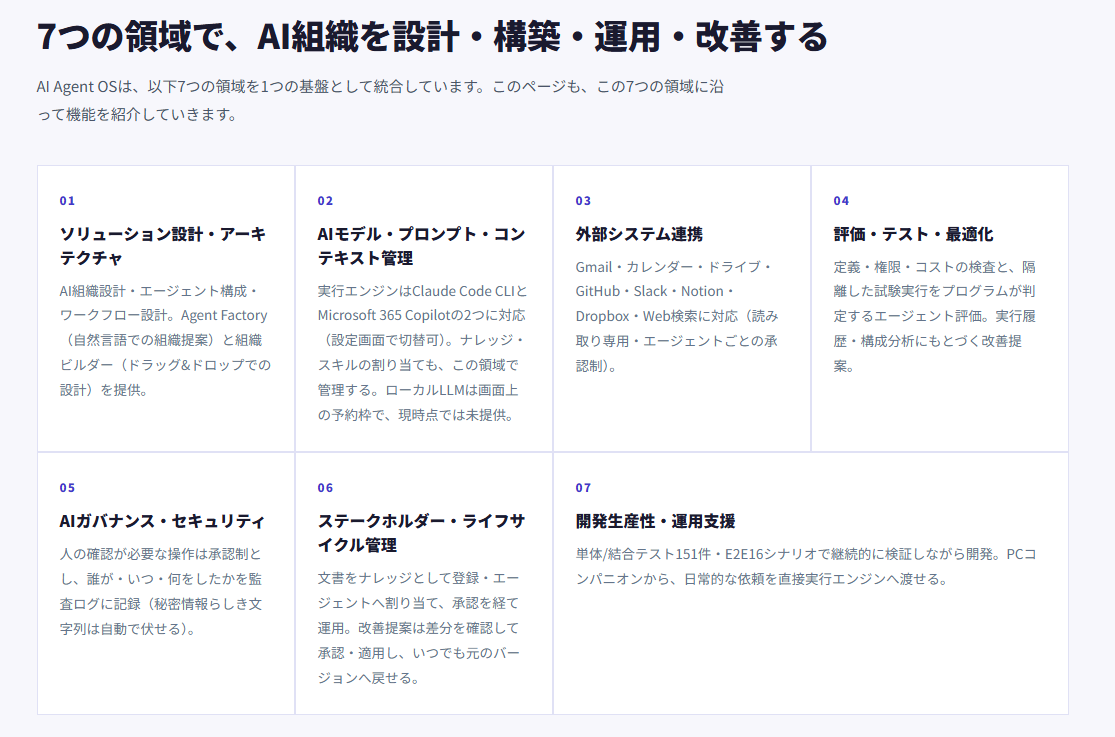 7つの領域で、AI組織を設計・構築・運用・改善する
AI Agent OSは、以下7つの領域を1つの基盤として統合しています。このページも、この7つの領域に沿
って機能を紹介していきます。
01
ソリューション設計・アーキ
テクチャ
AI組織設計・エージェント構成・
ワークフロー設計。Agent Factory
（自然言語での組織提案）と組織
ビルダー（ドラッグ&ドロップでの
設計）を提供。
02
AIモデル・プロンプト・コン
テキスト管理
実行エンジンはClaude Code CLIと
Microsoft 365 Copilotの2つに対応
（設定画面で切替可）。ナレッジ・
スキルの割り当ても、この領域で
管理する。ローカルLLMは画面上
の予約枠で、現時点では未提供。
03
外部システム連携
Gmail・カレンダー・ドライブ・
GitHub・Slack・Notion・
Dropbox・Web検索に対応（読み
取り専用・エージェントごとの承
認制）。
04
評価・テスト・最適化
定義・権限・コストの検査と、隔
離した試験実行をプログラムが判
定するエージェント評価。実行履
歴・構成分析にもとづく改善提
案。
05
AIガバナンス・セキュリティ
人の確認が必要な操作は承認制と
し、誰が・いつ・何をしたかを監
査ログに記録（秘密情報らしき文
字列は自動で伏せる）。
06
ステークホルダー・ライフサ
イクル管理
文書をナレッジとして登録・エー
ジェントへ割り当て、承認を経て
運用。改善提案は差分を確認して
承認・適用し、いつでも元のバー
ジョンへ戻せる。
07
開発生産性・運用支援
単体/結合テスト151件・E2E16シナリオで継続的に検証しながら開発。PCコ
ンパニオンから、日常的な依頼を直接実行エンジンへ渡せる。